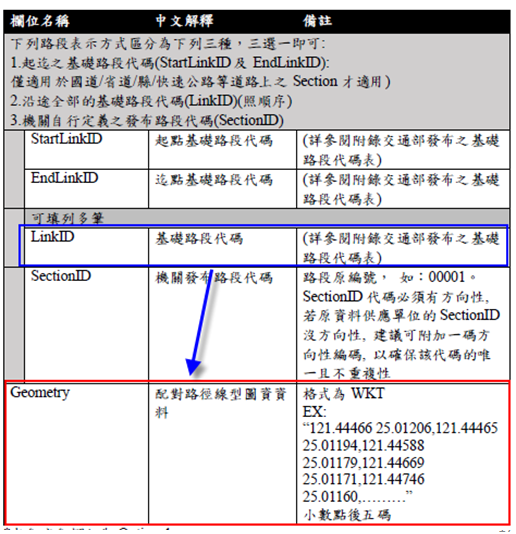 欄位名稱 中文解釋 備註
下列路段表示方式區分為下列三種，三選一即可:
1.起迄之基礎路段代碼(StartLinkID 及 EndLinkID):
僅適用於國道/省道/縣/快速公路等道路上之 Section 才適用)
2.沿途全部的基礎路段代碼(LinkID)(照順序)
3.機關自行定義之發布路段代碼(SectionID)
StartLinkID 起點基礎路段代碼 (詳參閱附錄交通部發布之基礎
路段代碼表)
EndLinkID 迄點基礎路段代碼 (詳參閱附錄交通部發布之基礎
路段代碼表)
可填列多筆
LinkID 基礎路段代碼 (詳參閱附錄交通部發布之基礎
路段代碼表)
SectionID 機關發布路段代碼 路段原編號， 如：00001。
SectionID 代碼必須有方向性,
若原資料供應單位的 SectionID
沒方向性, 建議可附加一碼方
向性編碼, 以確保該代碼的唯
一且不重複性
Geometry 配對路徑線型圖資資 格式為 WKT
料 EX:
“121.44466 25.01206,121.44465
25.01194,121.44588
25.01179,121.44669
25.01171,121.44746
25.01160,………”
小數點後五碼